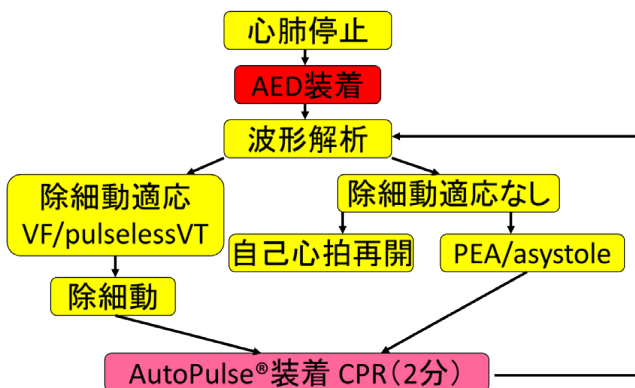 心肺停止
AED装着
波形解析
除細動適応
VF/pulselessVT
除細動適応なし
自己心拍再開
PEA/asystole
除細動
AutoPulse®装着 CPR（2分）